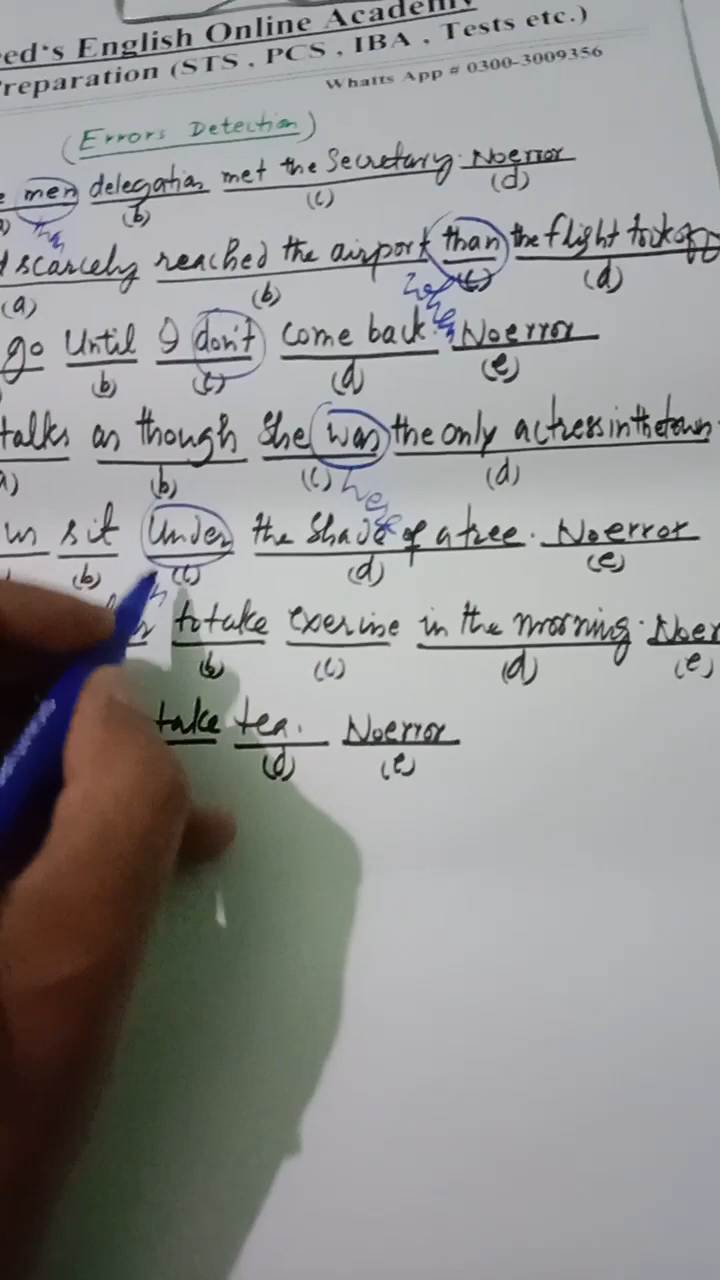 ed's English Online Academy
reparation (STS , PCS , IBA , Tests etc.)
Whatts App # 0300-3009356
(Errors Detection)
men delegation met the Secretary. No error
(b) (c) (d)
scarcely reached the airport than the flight took off
(a) (b) (c) (d)
go Until I don't come back. No error
(b) (c) (d) (e)
talks as though She was the only actress in the town
(b) (c) (d)
were
sit Under the Shade of a tree. No error
(b) (c) (d) (e)
in
to take exercise in the morning.
(b) (c) (d) (e)
take tea. No error
(d) (e)